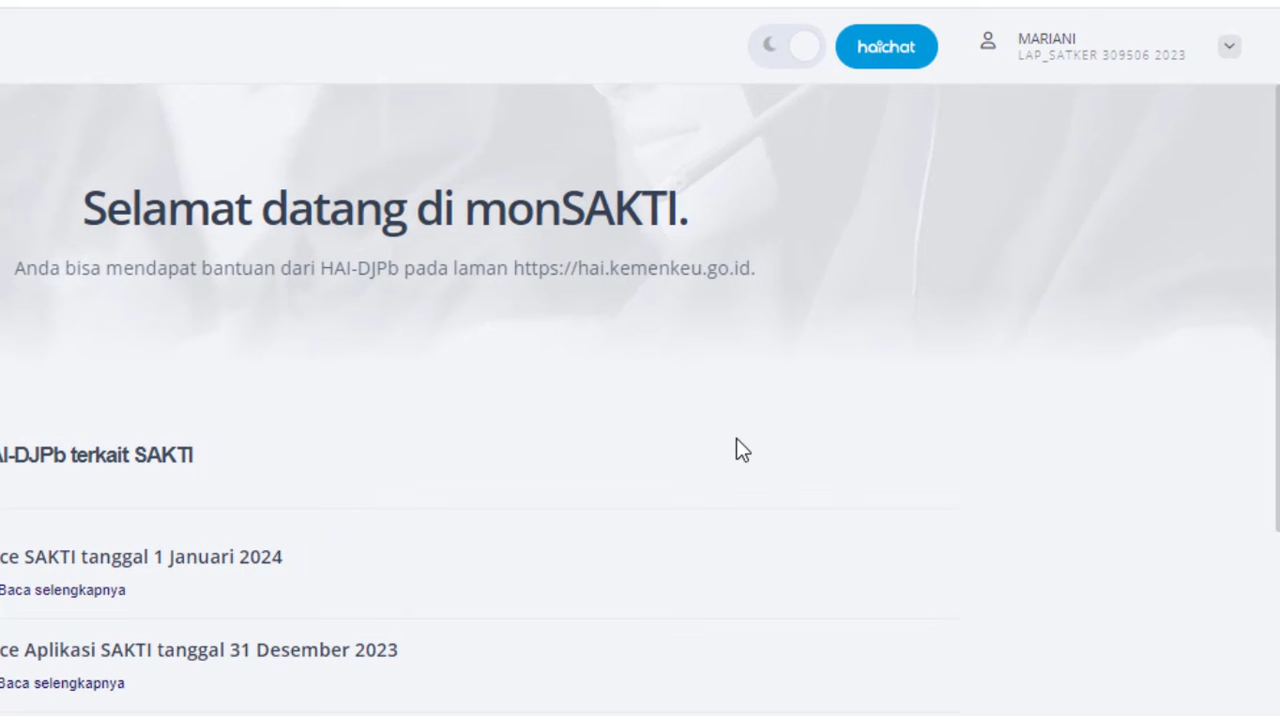 haichat
MARIANI
LAP_SATKER 309506 2023
Selamat datang di monSAKTI.
Anda bisa mendapat bantuan dari HAI-DJPb pada laman https://hai.kemenkeu.go.id.
AI-DJPb terkait SAKTI
ce SAKTI tanggal 1 Januari 2024
Baca selengkapnya
ce Aplikasi SAKTI tanggal 31 Desember 2023
Baca selengkapnya